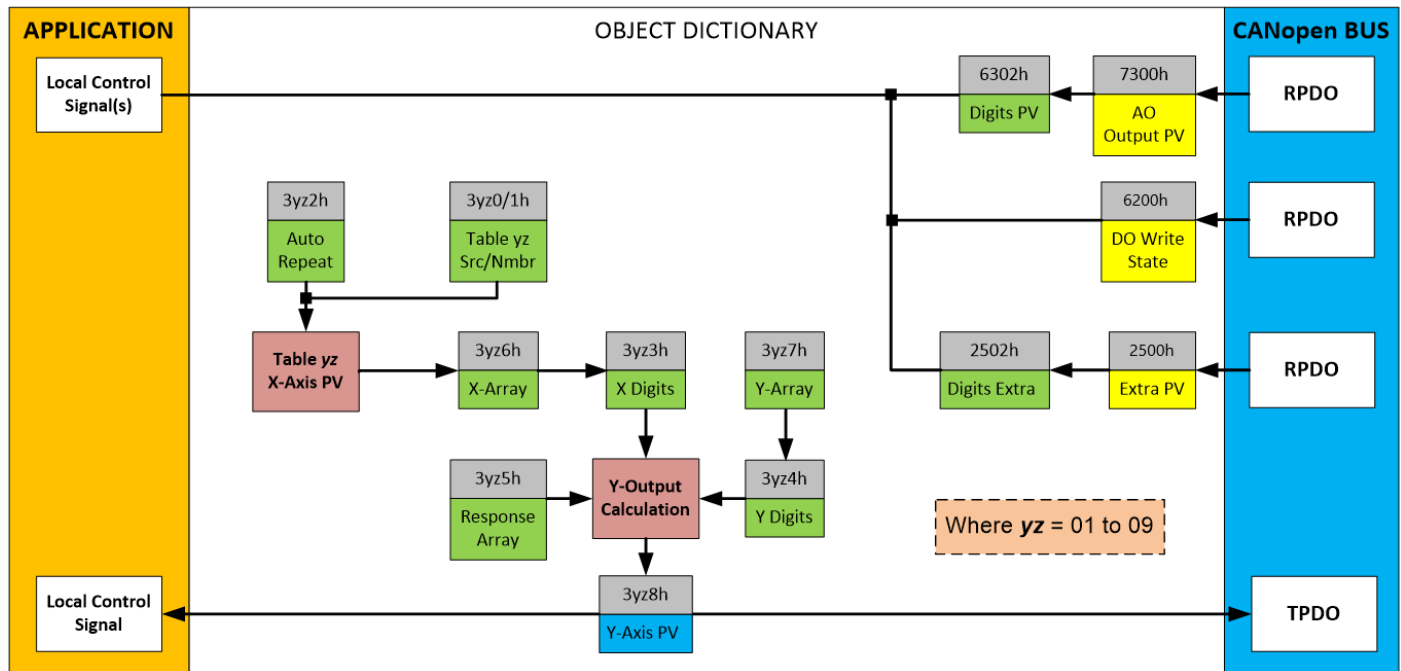 APPLICATION
OBJECT DICTIONARY
CANopen BUS
Local Control
Signal(s)
6302h
Digits PV
7300h
AO
Output PV
RPDO
3yz2h
Auto
Repeat
3yz0/1h
Table yz
Src/Nmbr
6200h
DO Write
State
RPDO
Table yz
X-Axis PV
3yz6h
X-Array
3yz3h
X Digits
3yz7h
Y-Array
2502h
Digits Extra
2500h
Extra PV
RPDO
3yz5h
Response
Array
Y-Output
Calculation
3yz4h
Y Digits
Where yz = 01 to 09
Local Control
Signal
3yz8h
Y-Axis PV
TPDO